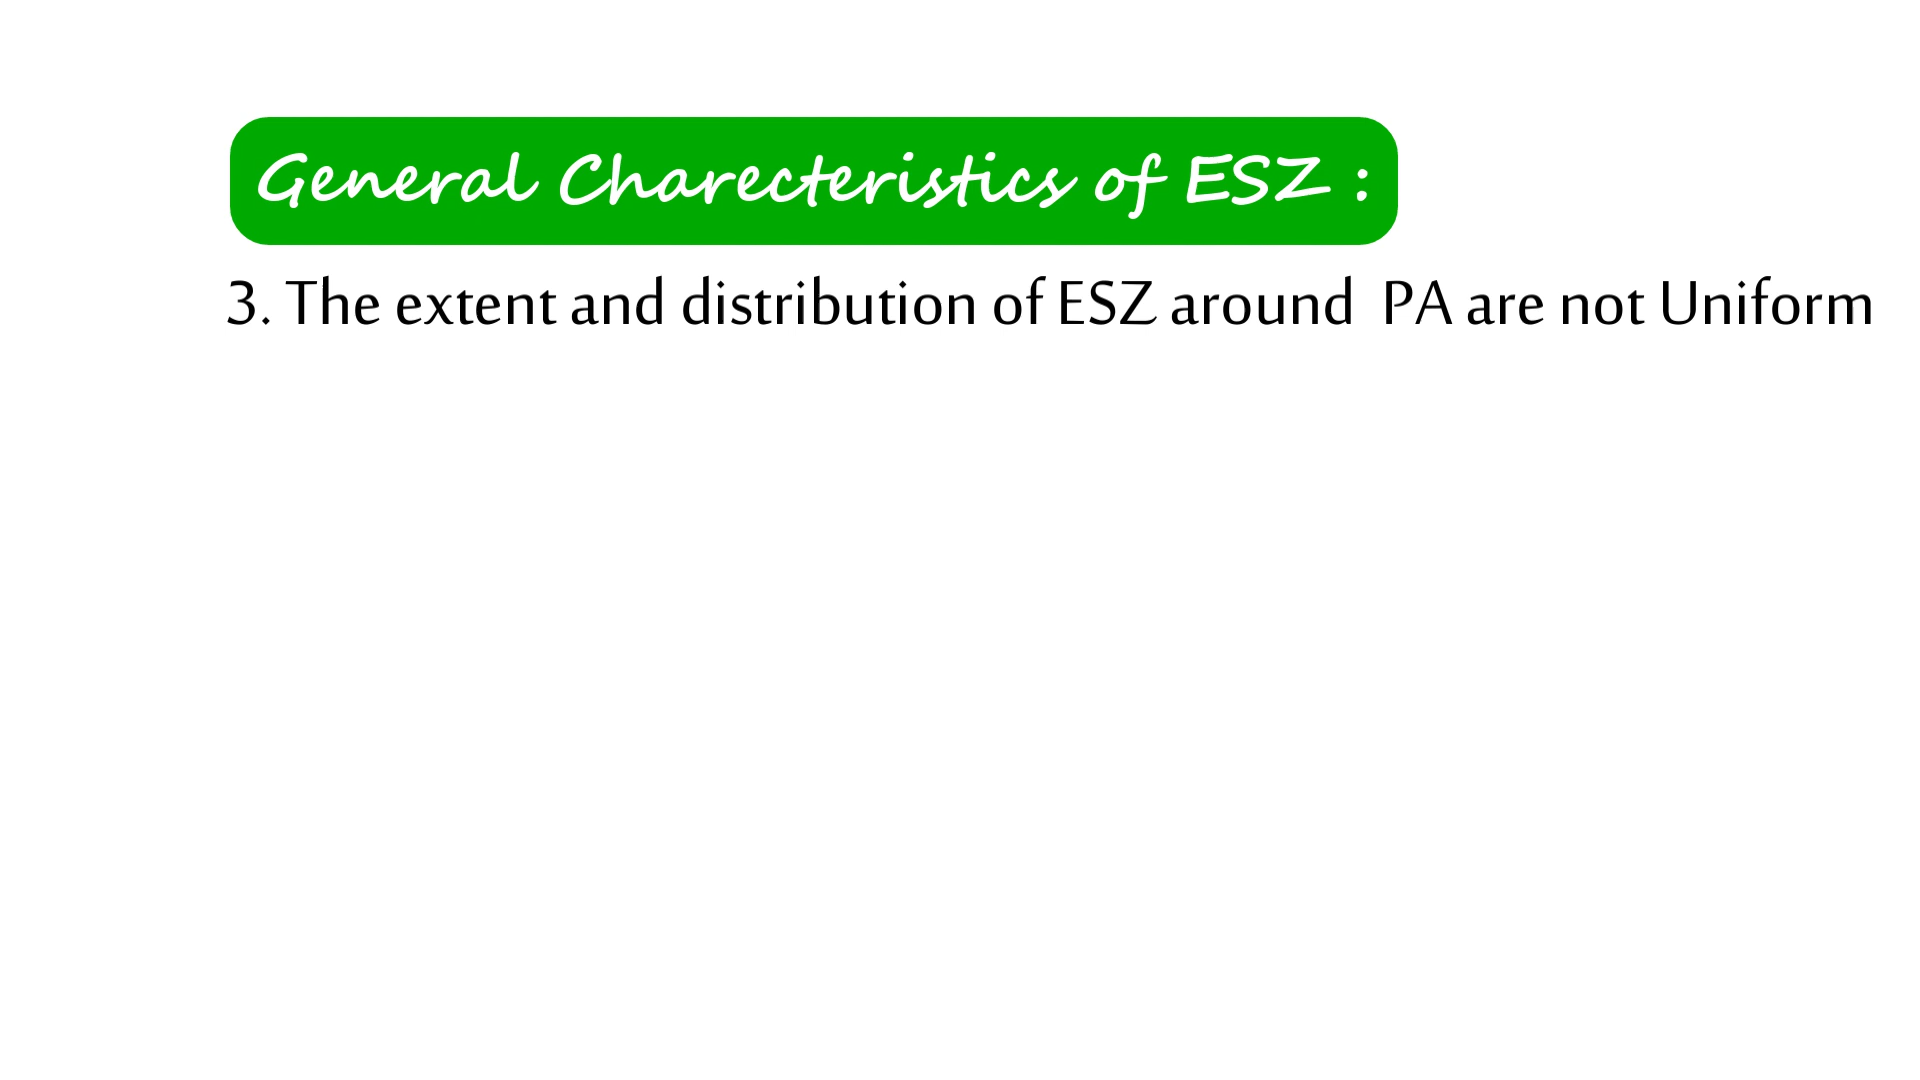 General Charecteristics of ESZ :
3. The extent and distribution of ESZ around PA are not Uniform